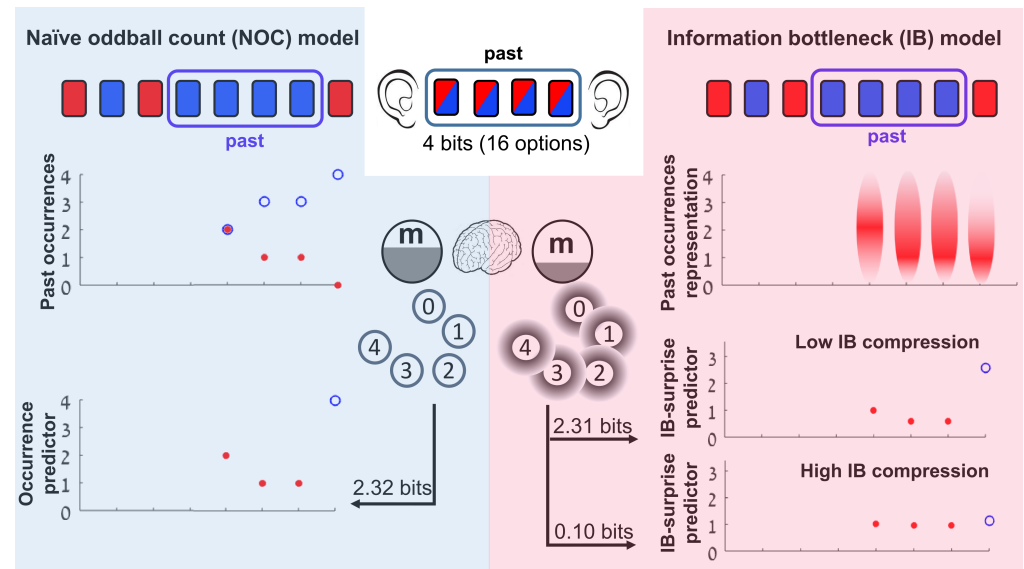 Naïve oddball count (NOC) model
past
Past occurrences
4
3
2
1
0
Occurrence
predictor
4
3
2
1
0
past
4 bits (16 options)
m
m
0
1
4
3
2
0
1
4
3
2
2.32 bits
2.31 bits
0.10 bits
Information bottleneck (IB) model
past
Past occurrences
representation
4
3
2
1
0
Low IB compression
IB-surprise
predictor
3
2
1
0
High IB compression
IB-surprise
predictor
3
2
1
0